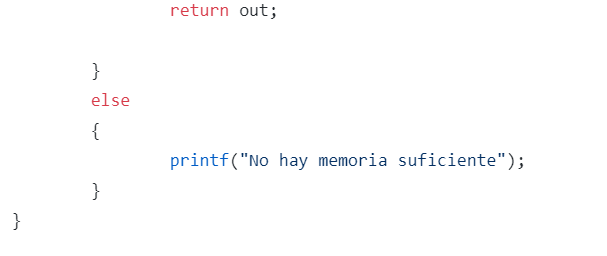 return out;
}
else
{
printf("No hay memoria suficiente");
}
}